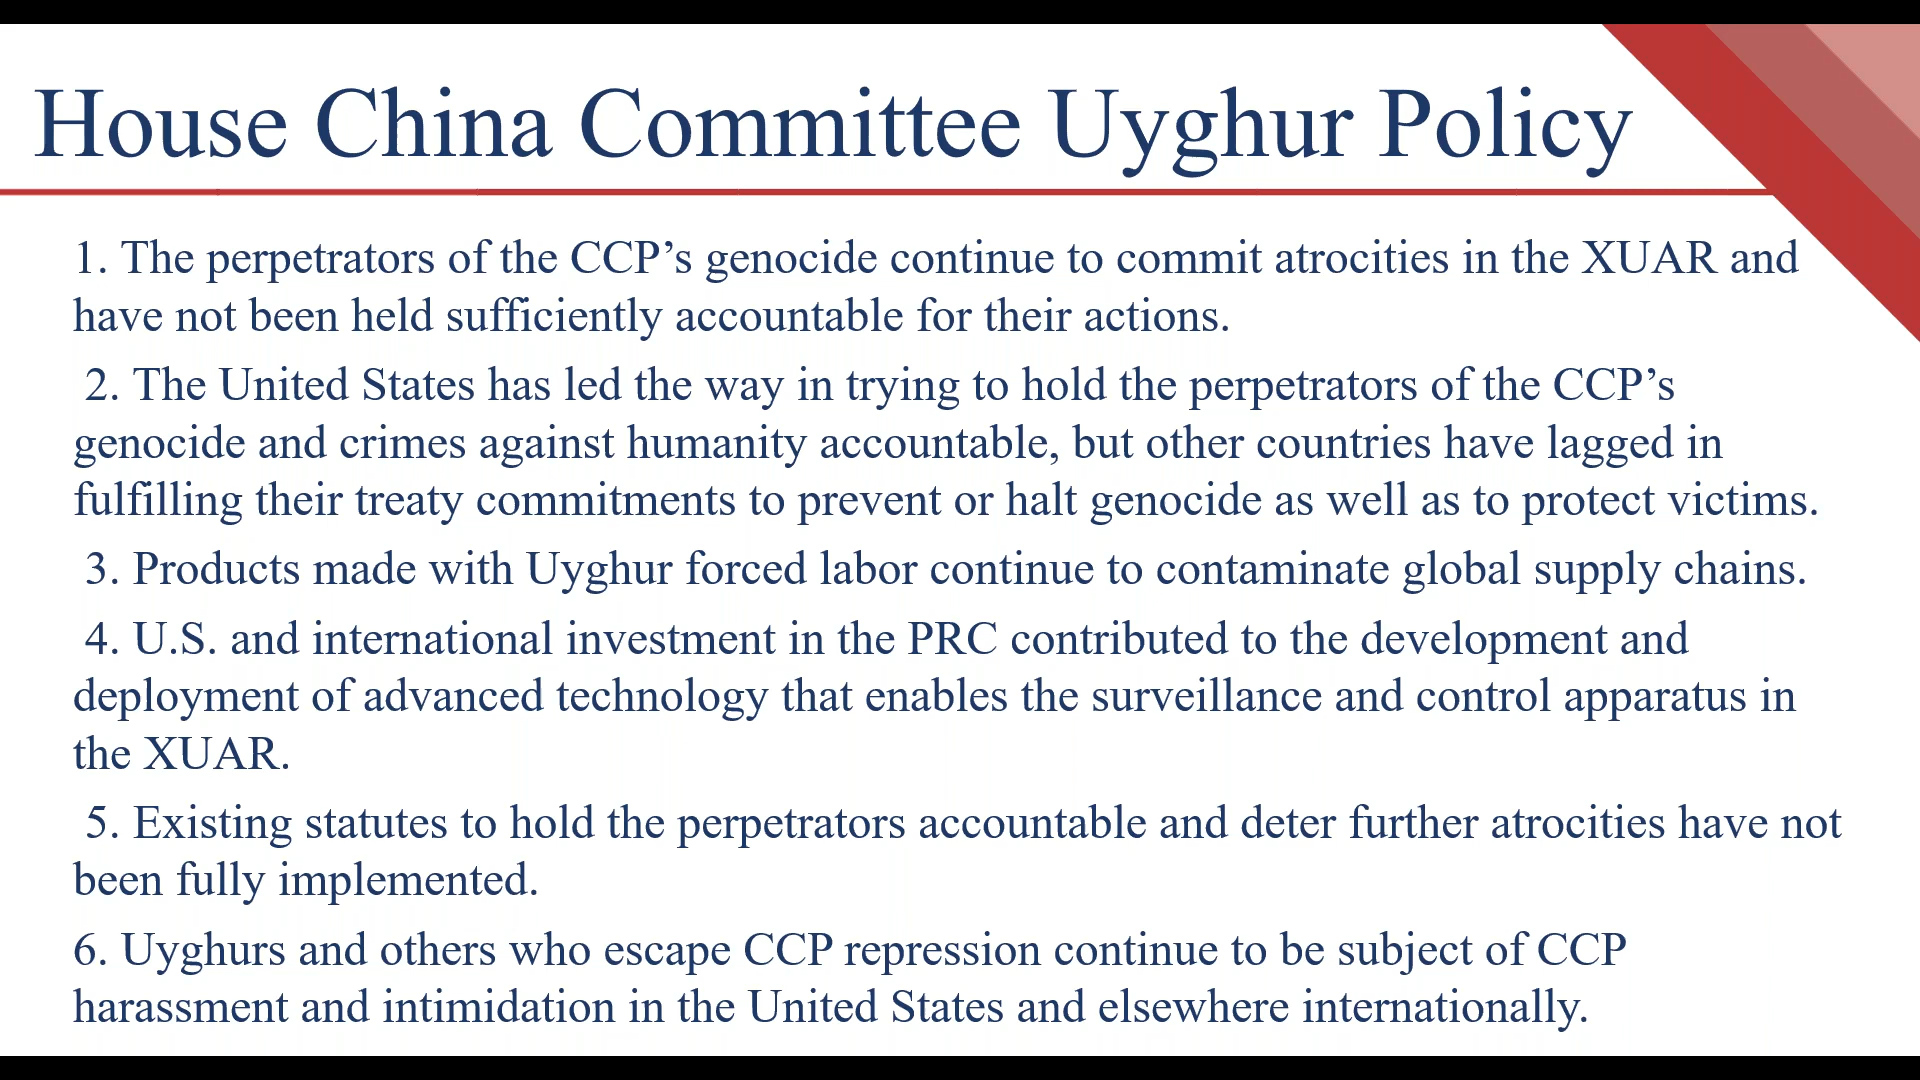 House China Committee Uyghur Policy
1. The perpetrators of the CCP’s genocide continue to commit atrocities in the XUAR and
have not been held sufficiently accountable for their actions.
2. The United States has led the way in trying to hold the perpetrators of the CCP’s
genocide and crimes against humanity accountable, but other countries have lagged in
fulfilling their treaty commitments to prevent or halt genocide as well as to protect victims.
3. Products made with Uyghur forced labor continue to contaminate global supply chains.
4. U.S. and international investment in the PRC contributed to the development and
deployment of advanced technology that enables the surveillance and control apparatus in
the XUAR.
5. Existing statutes to hold the perpetrators accountable and deter further atrocities have not
been fully implemented.
6. Uyghurs and others who escape CCP repression continue to be subject of CCP
harassment and intimidation in the United States and elsewhere internationally.